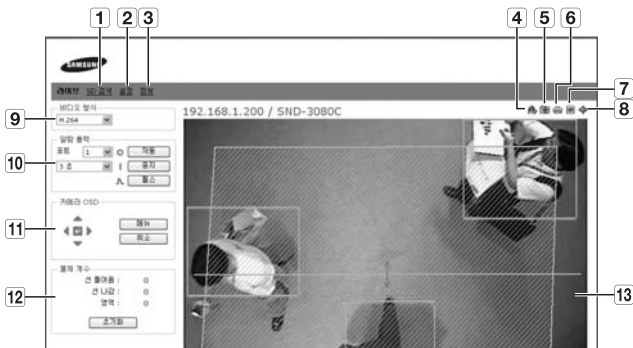 1 2 3 4 5 6 7 8
SAMSUNG
라이브 SD 검색 설정 정보
192.168.1.200 / SND-3080C
9 비디오 형식
H.264
10 알람 출력
포트 1 작동
3 초 중지
펄스
11 카메라 OSD
메뉴
취소
12 물체 개수
선 들어옴 : 0
선 나감 : 0
영역 : 0
초기화
13